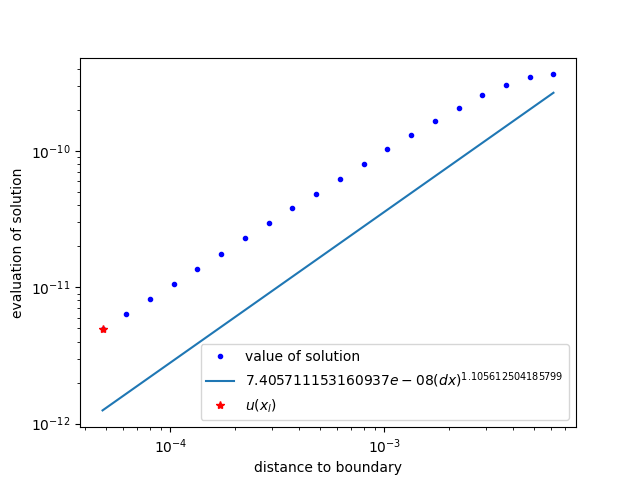 10⁻¹⁰
10⁻¹¹
10⁻¹²
evaluation of solution
value of solution
7.405711153160937e − 08(dx)¹·¹⁰⁵⁶¹²⁵⁰⁴¹⁸⁵⁷⁹⁹
u(xₗ)
10⁻⁴
10⁻³
distance to boundary